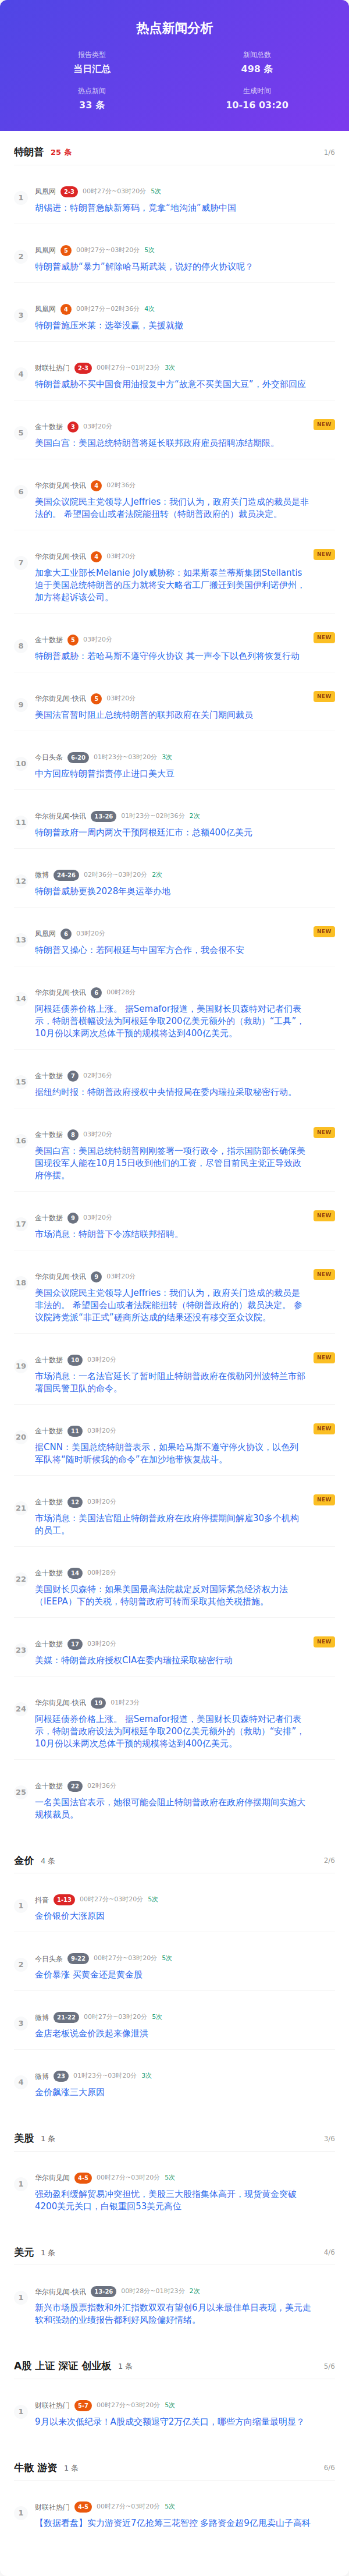 热点新闻分析
报告类型
新闻总数
当日汇总
498 条
热点新闻
生成时间
33 条
10-16 03:20
特朗普 25 条 1/6
1
凤凰网 2-3 00时27分~03时20分 5次
胡锡进：特朗普急缺新筹码，竟拿“地沟油”威胁中国
2
凤凰网 5 00时27分~03时20分 5次
特朗普威胁“暴力”解除哈马斯武装，说好的停火协议呢？
3
凤凰网 4 00时27分~02时36分 4次
特朗普施压米莱：选举没赢，美援就撤
4
财联社热门 2-3 00时27分~01时23分 3次
特朗普威胁不买中国食用油报复中方“故意不买美国大豆”，外交部回应
5
金十数据 3 03时20分 NEW
美国白宫：美国总统特朗普将延长联邦政府雇员招聘冻结期限。
6
华尔街见闻-快讯 4 02时36分
美国众议院民主党领导人Jeffries：我们认为，政府关门造成的裁员是非
法的。 希望国会山或者法院能扭转（特朗普政府的）裁员决定。
7
华尔街见闻-快讯 4 03时20分 NEW
加拿大工业部长Melanie Joly威胁称：如果斯泰兰蒂斯集团Stellantis
迫于美国总统特朗普的压力就将安大略省工厂搬迁到美国伊利诺伊州，
加方将起诉该公司。
8
金十数据 5 03时20分 NEW
特朗普威胁：若哈马斯不遵守停火协议 其一声令下以色列将恢复行动
9
华尔街见闻-快讯 5 03时20分 NEW
美国法官暂时阻止总统特朗普的联邦政府在关门期间裁员
10
今日头条 6-20 01时23分~03时20分 3次
中方回应特朗普指责停止进口美大豆
11
华尔街见闻-快讯 13-26 01时23分~02时36分 2次
特朗普政府一周内两次干预阿根廷汇市：总额400亿美元
12
微博 24-26 02时36分~03时20分 2次
特朗普威胁更换2028年奥运举办地
13
凤凰网 6 03时20分 NEW
特朗普又操心：若阿根廷与中国军方合作，我会很不安
14
华尔街见闻-快讯 6 00时28分
阿根廷债券价格上涨。 据Semafor报道，美国财长贝森特对记者们表
示，特朗普横幅设法为阿根廷争取200亿美元额外的（救助）“工具”，
10月份以来两次总体干预的规模将达到400亿美元。
15
金十数据 7 02时36分
据纽约时报：特朗普政府授权中央情报局在委内瑞拉采取秘密行动。
16
金十数据 8 03时20分 NEW
美国白宫：美国总统特朗普刚刚签署一项行政令，指示国防部长确保美
国现役军人能在10月15日收到他们的工资，尽管目前民主党正导致政
府停摆。
17
金十数据 9 03时20分 NEW
市场消息：特朗普下令冻结联邦招聘。
18
华尔街见闻-快讯 9 03时20分 NEW
美国众议院民主党领导人Jeffries：我们认为，政府关门造成的裁员是
非法的。 希望国会山或者法院能扭转（特朗普政府的）裁员决定。 参
议院跨党派“非正式”磋商所达成的结果还没有移交至众议院。
19
金十数据 10 03时20分 NEW
市场消息：一名法官延长了暂时阻止特朗普政府在俄勒冈州波特兰市部
署国民警卫队的命令。
20
金十数据 11 03时20分 NEW
据CNN：美国总统特朗普表示，如果哈马斯不遵守停火协议，以色列
军队将“随时听候我的命令”在加沙地带恢复战斗。
21
金十数据 12 03时20分 NEW
市场消息：美国法官阻止特朗普政府在政府停摆期间解雇30多个机构
的员工。
22
金十数据 14 00时28分
美国财长贝森特：如果美国最高法院裁定反对国际紧急经济权力法
（IEEPA）下的关税，特朗普政府可转而采取其他关税措施。
23
金十数据 17 03时20分 NEW
美媒：特朗普政府授权CIA在委内瑞拉采取秘密行动
24
华尔街见闻-快讯 19 01时23分
阿根廷债券价格上涨。 据Semafor报道，美国财长贝森特对记者们表
示，特朗普政府设法为阿根廷争取200亿美元额外的（救助）“安排”，
10月份以来两次总体干预的规模将达到400亿美元。
25
金十数据 22 02时36分
一名美国法官表示，她很可能会阻止特朗普政府在政府停摆期间实施大
规模裁员。
金价 4 条 2/6
1
抖音 1-13 00时27分~03时20分 5次
金价银价大涨原因
2
今日头条 9-22 00时27分~03时20分 5次
金价暴涨 买黄金还是黄金股
3
微博 21-22 00时27分~03时20分 5次
金店老板说金价跌起来像泄洪
4
微博 23 01时23分~03时20分 3次
金价飙涨三大原因
美股 1 条 3/6
1
华尔街见闻 4-5 00时27分~03时20分 5次
强劲盈利缓解贸易冲突担忧，美股三大股指集体高开，现货黄金突破
4200美元关口，白银重回53美元高位
美元 1 条 4/6
1
华尔街见闻-快讯 13-26 00时28分~01时23分 2次
新兴市场股票指数和外汇指数双双有望创6月以来最佳单日表现，美元走
软和强劲的业绩报告都利好风险偏好情绪。
A股 上证 深证 创业板 1 条 5/6
1
财联社热门 5-7 00时27分~03时20分 5次
9月以来次低纪录！A股成交额退守2万亿关口，哪些方向缩量最明显？
牛散 游资 1 条 6/6
1
财联社热门 4-5 00时27分~03时20分 5次
【数据看盘】实力游资近7亿抢筹三花智控 多路资金超9亿甩卖山子高科